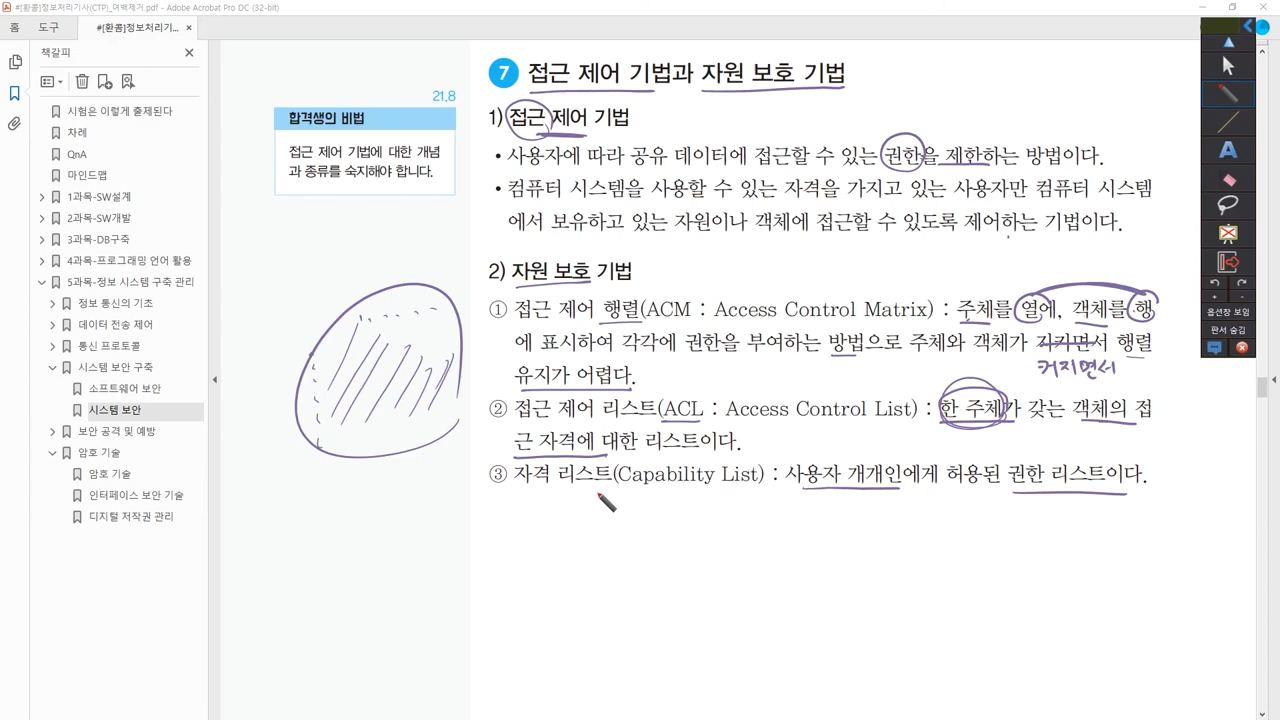 #[황콤]정보처리기사(CTP)_여백제거.pdf - Adobe Acrobat Pro DC (32-bit)
홈 도구 #[황콤]정보처리기... ×
책갈피
시험은 이렇게 출제된다
차례
QnA
마인드맵
1과목-SW설계
2과목-SW개발
3과목-DB구축
4과목-프로그래밍 언어 활용
5과목-정보 시스템 구축 관리
정보 통신의 기초
데이터 전송 제어
통신 프로토콜
시스템 보안 구축
소프트웨어 보안
시스템 보안
보안 공격 및 예방
암호 기술
암호 기술
인터페이스 보안 기술
디지털 저작권 관리
21.8
합격생의 비법
접근 제어 기법에 대한 개념
과 종류를 숙지해야 합니다.
7 접근 제어 기법과 자원 보호 기법
1) 접근 제어 기법
• 사용자에 따라 공유 데이터에 접근할 수 있는 권한을 제한하는 방법이다.
• 컴퓨터 시스템을 사용할 수 있는 자격을 가지고 있는 사용자만 컴퓨터 시스템
에서 보유하고 있는 자원이나 객체에 접근할 수 있도록 제어하는 기법이다.
2) 자원 보호 기법
① 접근 제어 행렬(ACM : Access Control Matrix) : 주체를 열에, 객체를 행
에 표시하여 각각에 권한을 부여하는 방법으로 주체와 객체가 지키면서 행렬
커지면서
유지가 어렵다.
② 접근 제어 리스트(ACL : Access Control List) : 한 주체가 갖는 객체의 접
근 자격에 대한 리스트이다.
③ 자격 리스트(Capability List) : 사용자 개개인에게 허용된 권한 리스트이다.
옵션창 보임
판서 숨김